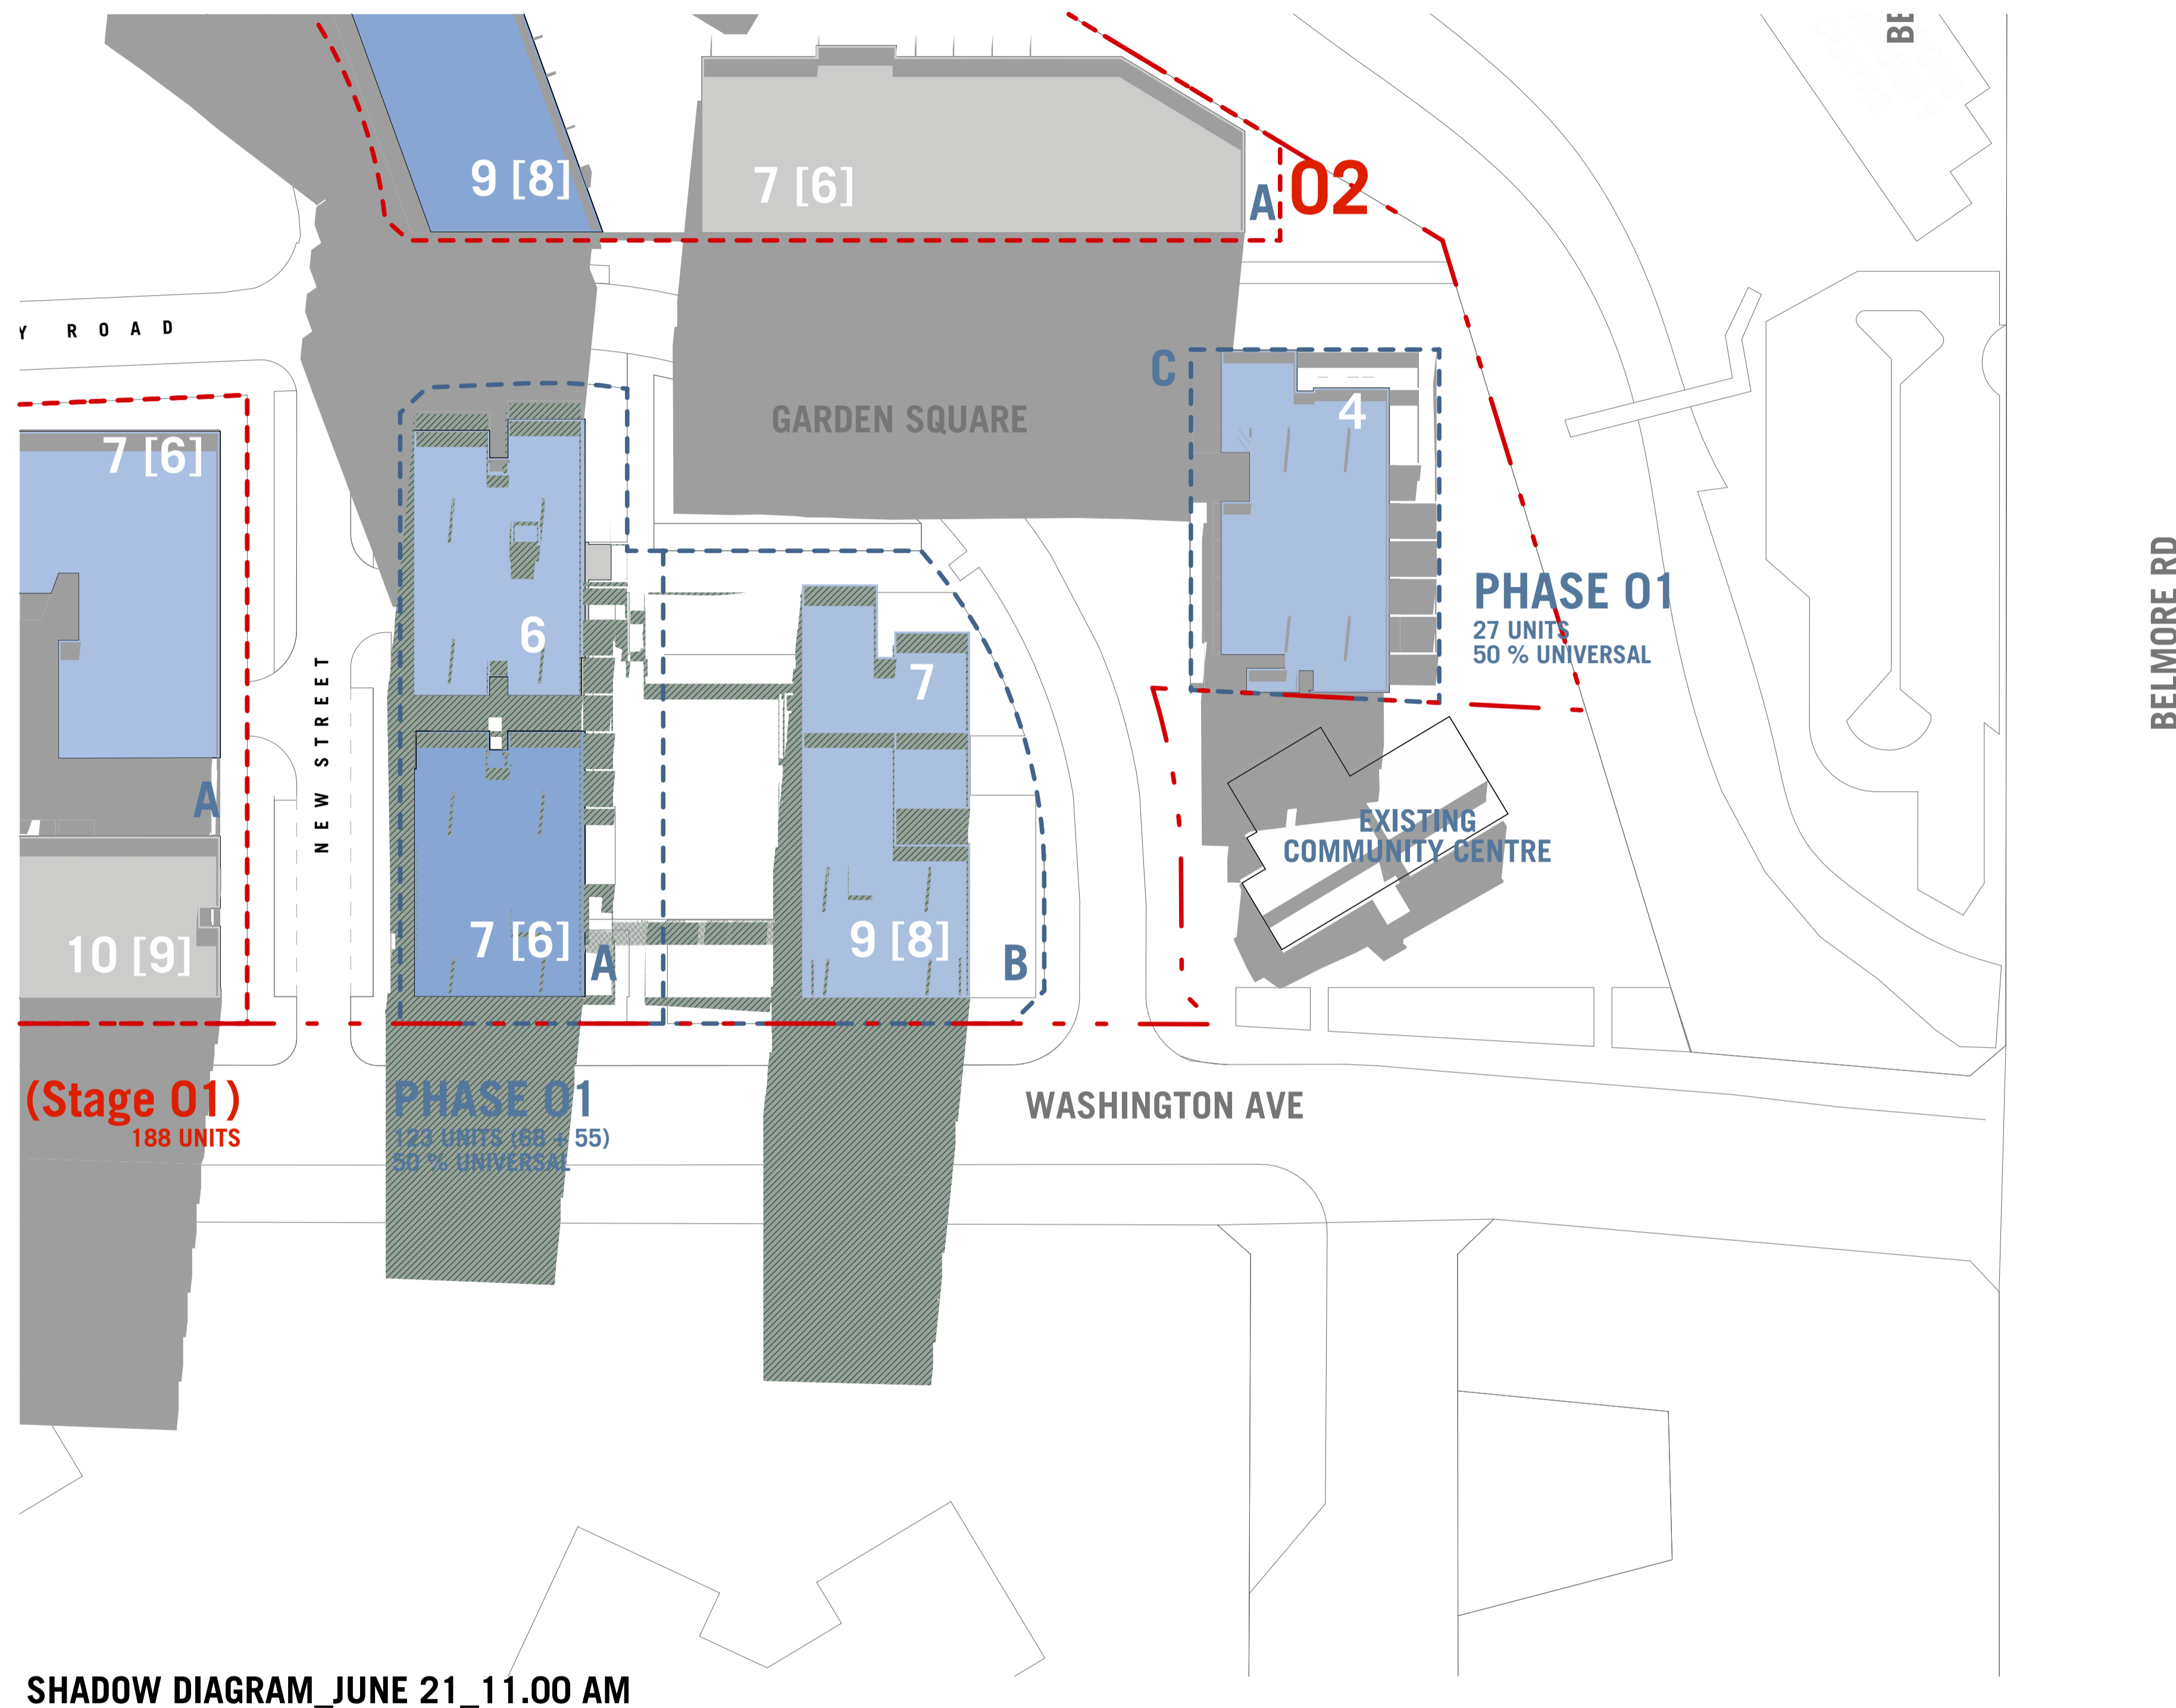 BE
9 [8]
7 [6]
A
02
Y ROAD
C
GARDEN SQUARE
4
7 [6]
PHASE 01
27 UNITS
50 % UNIVERSAL
BELMORE RD
6
7
NEW STREET
A
EXISTING
COMMUNITY CENTRE
10 [9]
7 [6]
A
9 [8]
B
(Stage 01)
188 UNITS
PHASE 01
123 UNITS (68 + 55)
50 % UNIVERSAL
WASHINGTON AVE
SHADOW DIAGRAM_JUNE 21_11.00 AM